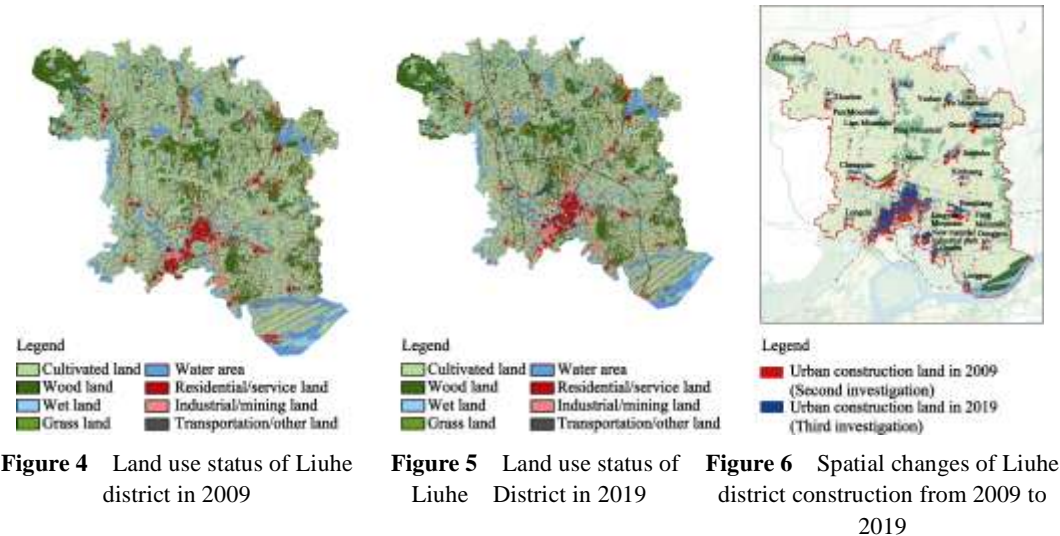 Legend
Cultivated land Water area
Wood land Residential/service land
Wet land Industrial/mining land
Grass land Transportation/other land
Figure 4 Land use status of Liuhe
district in 2009
Legend
Cultivated land Water area
Wood land Residential/service land
Wet land Industrial/mining land
Grass land Transportation/other land
Figure 5 Land use status of
Liuhe District in 2019
Legend
Urban construction land in 2009
(Second investigation)
Urban construction land in 2019
(Third investigation)
Figure 6 Spatial changes of Liuhe
district construction from 2009 to
2019